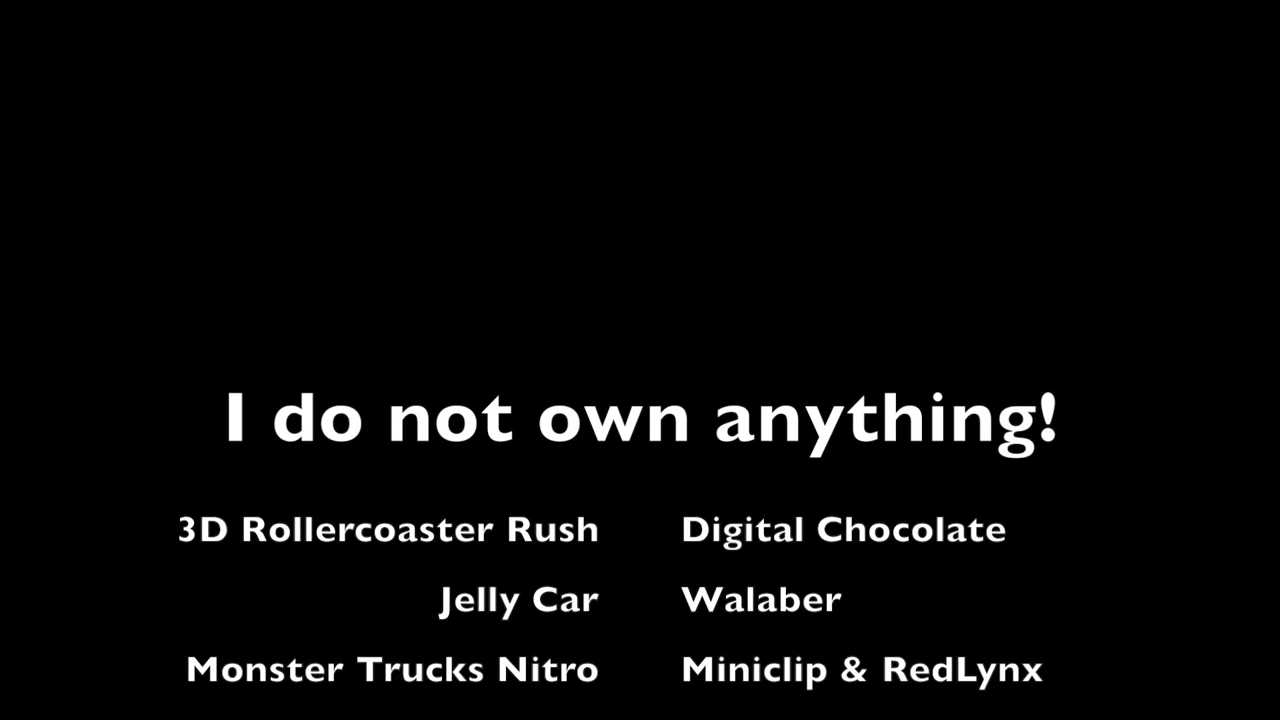 I do not own anything!
3D Rollercoaster Rush Digital Chocolate
Jelly Car Walaber
Monster Trucks Nitro Miniclip & RedLynx